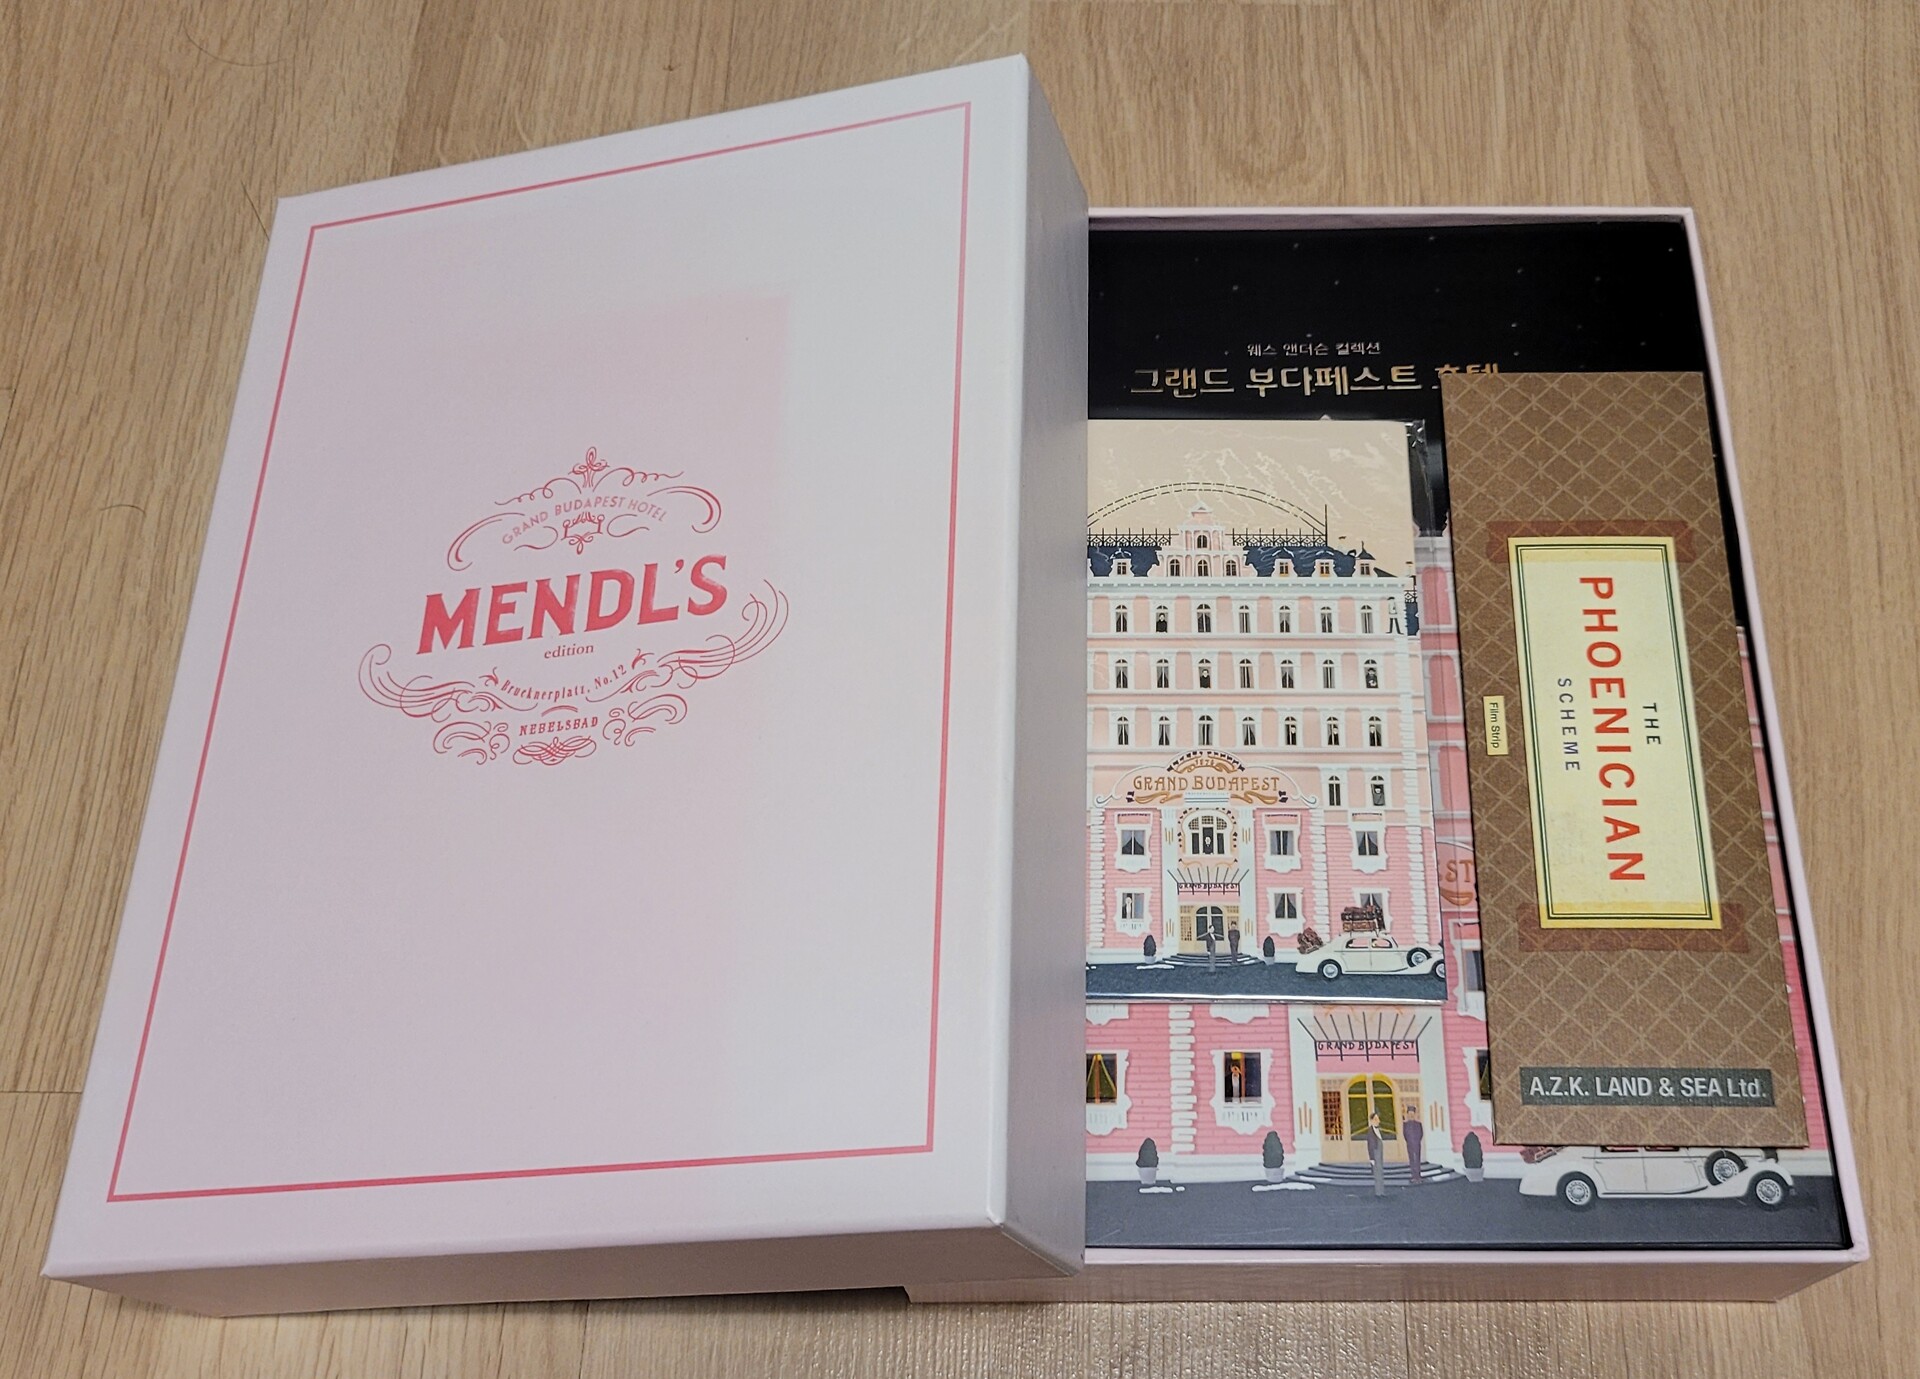 GRAND BUDAPEST HOTEL
MENDL'S
edition
Brucknerplatz, No.12
NEBELSBAD
웨스 앤더슨 컬렉션
그랜드 부다페스트 호텔
GRAND BUDAPEST
GRAND BUDAPEST
GRAND BUDAPEST
THE
PHOENICIAN
SCHEME
Film Strip
A.Z.K. LAND & SEA Ltd.